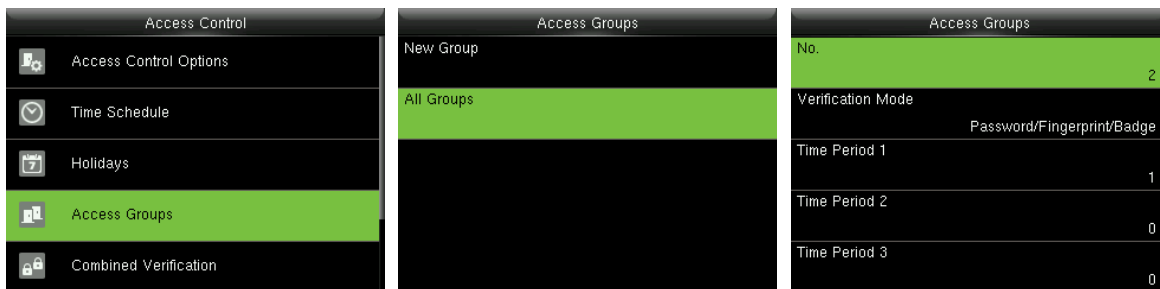 Access Control
Access Control Options
Time Schedule
7
Holidays
Access Groups
Combined Verification
Access Groups
New Group
All Groups
Access Groups
No.
2
Verification Mode
Password/Fingerprint/Badge
Time Period 1
1
Time Period 2
0
Time Period 3
0